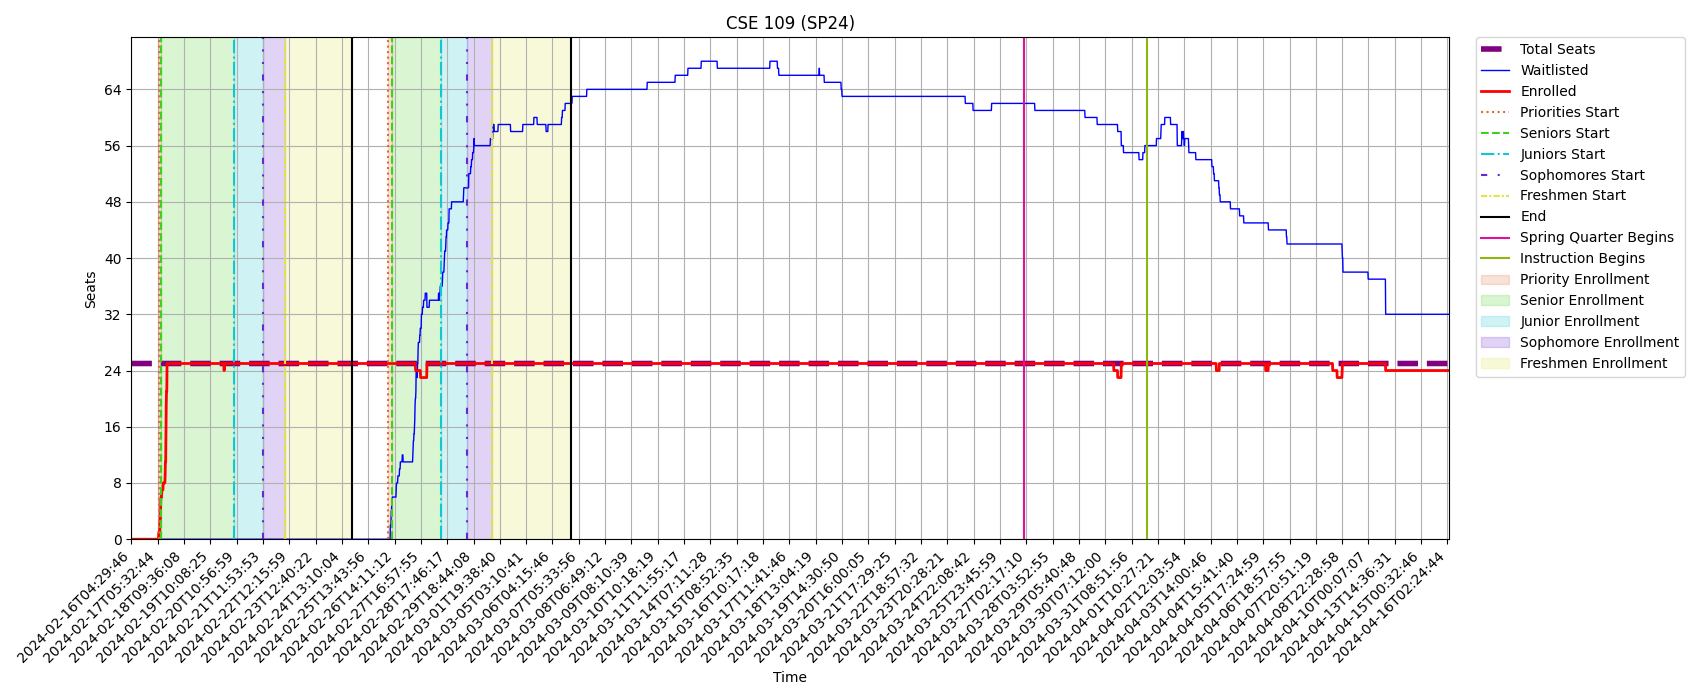 CSE 109 (SP24)
Seats
64
56
48
40
32
24
16
8
0
2024-02-16T04:29:46
2024-02-17T05:32:44
2024-02-18T09:36:08
2024-02-19T10:08:25
2024-02-20T10:56:59
2024-02-21T11:53:53
2024-02-22T12:15:59
2024-02-23T12:40:22
2024-02-24T13:10:04
2024-02-25T13:43:56
2024-02-26T14:11:12
2024-02-27T16:57:55
2024-02-28T17:46:17
2024-02-29T18:44:08
2024-03-01T19:38:40
2024-03-05T03:10:41
2024-03-06T04:15:46
2024-03-07T05:33:56
2024-03-08T06:49:12
2024-03-09T08:10:39
2024-03-10T10:18:19
2024-03-11T11:55:17
2024-03-14T07:11:28
2024-03-15T08:52:35
2024-03-16T10:17:18
2024-03-17T11:41:46
2024-03-18T13:04:19
2024-03-19T14:30:50
2024-03-20T16:00:05
2024-03-21T17:29:25
2024-03-22T18:57:32
2024-03-23T20:28:21
2024-03-24T22:08:42
2024-03-25T23:45:59
2024-03-27T02:17:10
2024-03-28T03:52:55
2024-03-29T05:40:48
2024-03-30T07:12:00
2024-03-31T08:51:56
2024-04-01T10:27:21
2024-04-02T12:03:54
2024-04-03T14:00:46
2024-04-04T15:41:40
2024-04-05T17:24:59
2024-04-06T18:57:55
2024-04-07T20:51:19
2024-04-08T22:28:58
2024-04-10T00:07:07
2024-04-13T14:36:31
2024-04-15T00:32:46
2024-04-16T02:24:44
Time
Total Seats
Waitlisted
Enrolled
Priorities Start
Seniors Start
Juniors Start
Sophomores Start
Freshmen Start
End
Spring Quarter Begins
Instruction Begins
Priority Enrollment
Senior Enrollment
Junior Enrollment
Sophomore Enrollment
Freshmen Enrollment